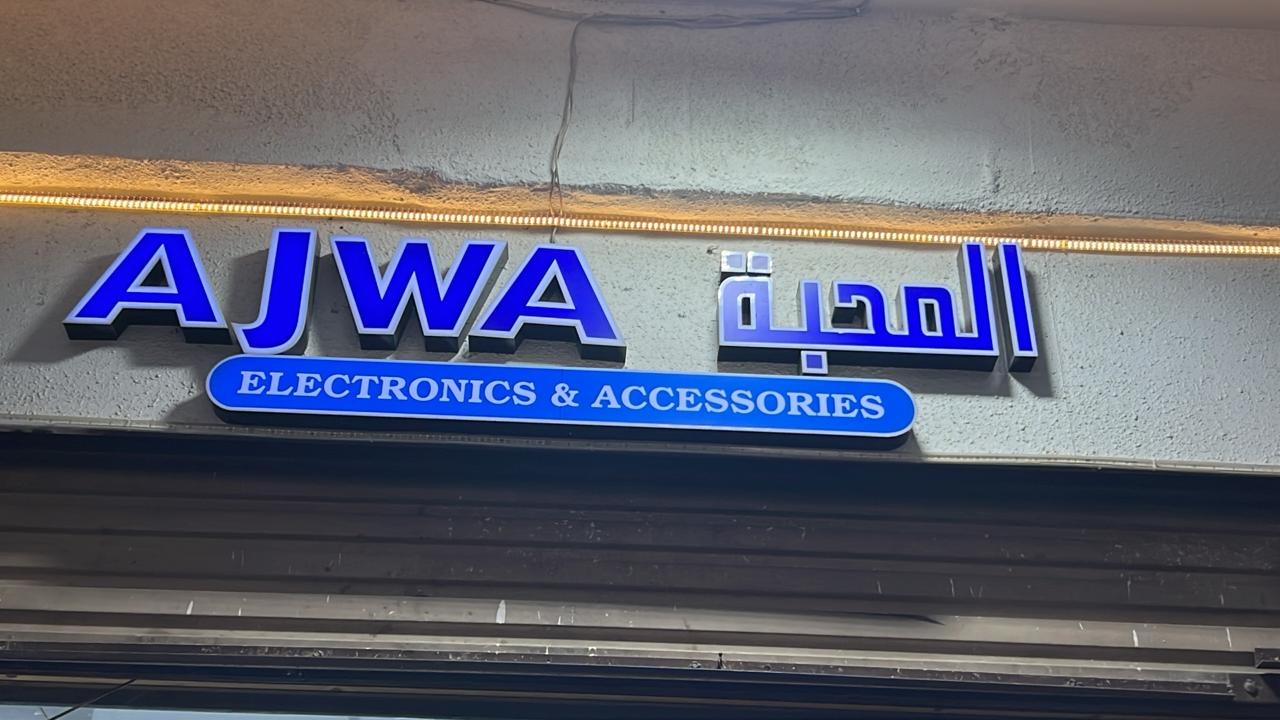 AJWA المحبة
ELECTRONICS & ACCESSORIES